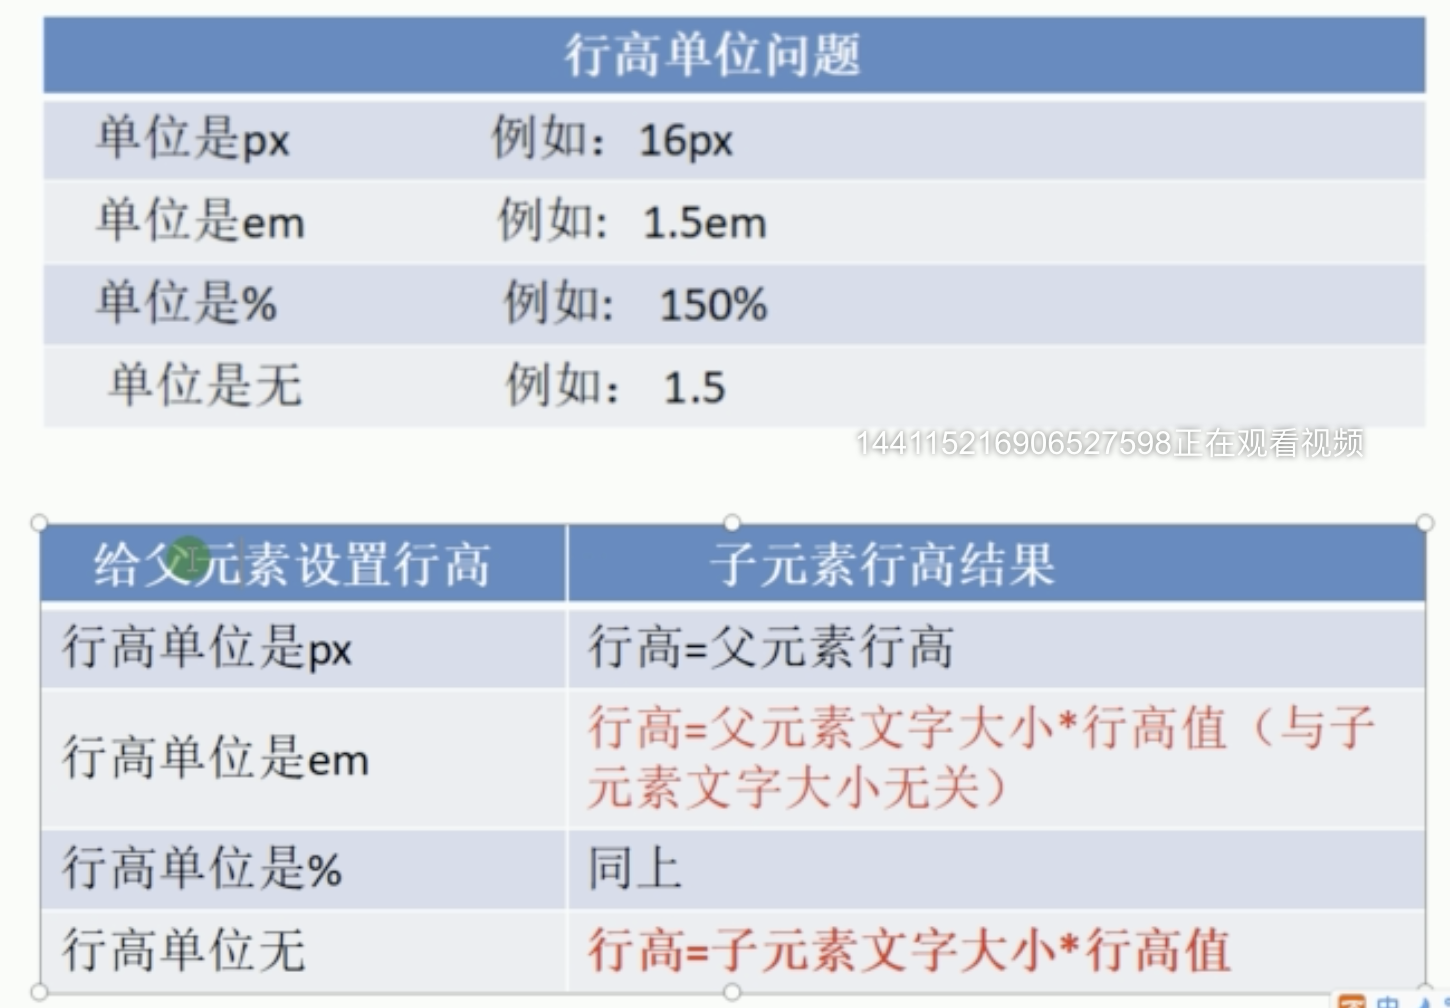 行高单位问题
单位是px 例如：16px
单位是em 例如: 1.5em
单位是% 例如: 150%
单位是无 例如： 1.5
144115216906527598正在观看视频
给父元素设置行高 子元素行高结果
行高单位是px 行高=父元素行高
行高单位是em 行高=父元素文字大小*行高值（与子
元素文字大小无关）
行高单位是% 同上
行高单位无 行高=子元素文字大小*行高值
中